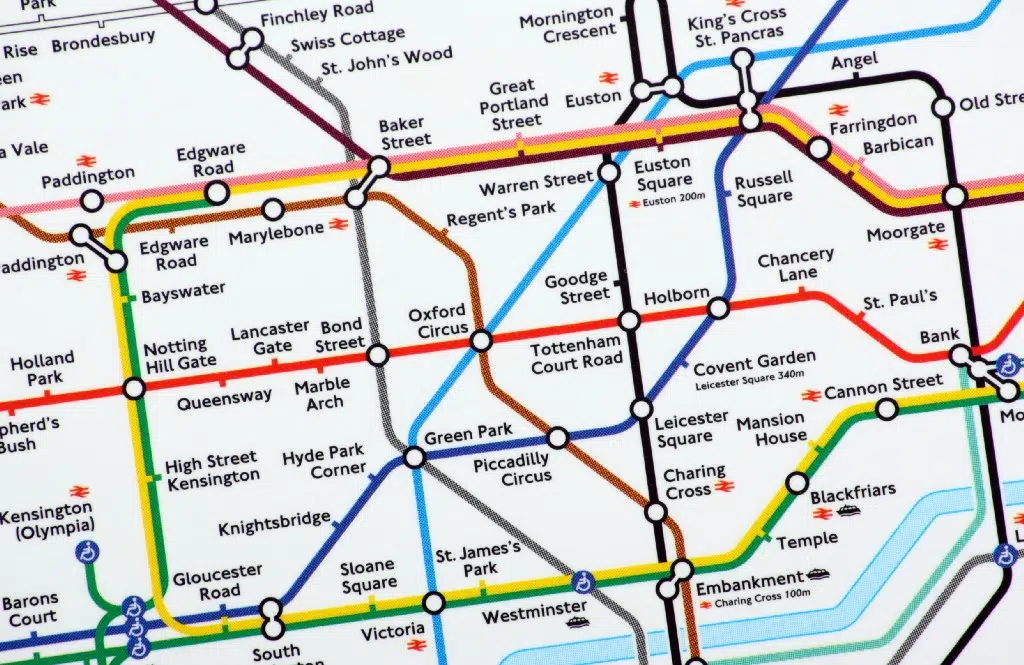 Park
Finchley Road
Mornington
Crescent
King's Cross
St. Pancras
Rise
Brondesbury
Swiss Cottage
St. John's Wood
Angel
Euston
Great
Portland
Street
Old
Baker
Street
Farringdon
Barbican
Vale
Edgware
Road
Paddington
Warren Street
Euston
Square
Euston 200m
Russell
Square
Regent's Park
Marylebone
Edgware
Road
Moorgate
Bayswater
Goodge
Street
Holborn
Chancery
Lane
St. Paul's
Oxford
Circus
Bank
Lancaster
Gate
Bond
Street
Notting
Hill Gate
Tottenham
Court Road
Holland
Park
Covent Garden
Leicester Square 340m
Queensway
Marble
Arch
Cannon Street
Bush
Leicester
Square
Mansion
House
Green Park
Hyde Park
Corner
Piccadilly
Circus
High Street
Kensington
Charing
Cross
Blackfriars
Kensington
(Olympia)
Knightsbridge
Temple
St. James's
Park
Sloane
Square
Gloucester
Road
Embankment
Charing Cross 100m
Barons
Court
Westminster
Victoria
South